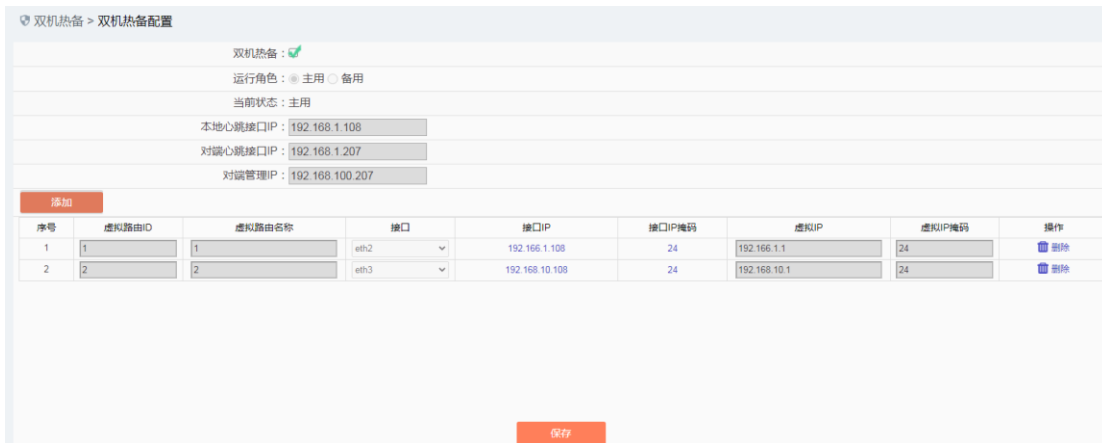 双机热备 > 双机热备配置
双机热备：
运行角色： 主用 备用
当前状态：主用
本地心跳接口IP： 192.168.1.108
对端心跳接口IP： 192.168.1.207
对端管理IP： 192.168.100.207
添加
序号 虚拟路由ID 虚拟路由名称 接口 接口IP 接口IP掩码 虚拟IP 虚拟IP掩码 操作
1 1 1 eth2 192.166.1.108 24 192.166.1.1 24 删除
2 2 2 eth3 192.168.10.108 24 192.168.10.1 24 删除
保存